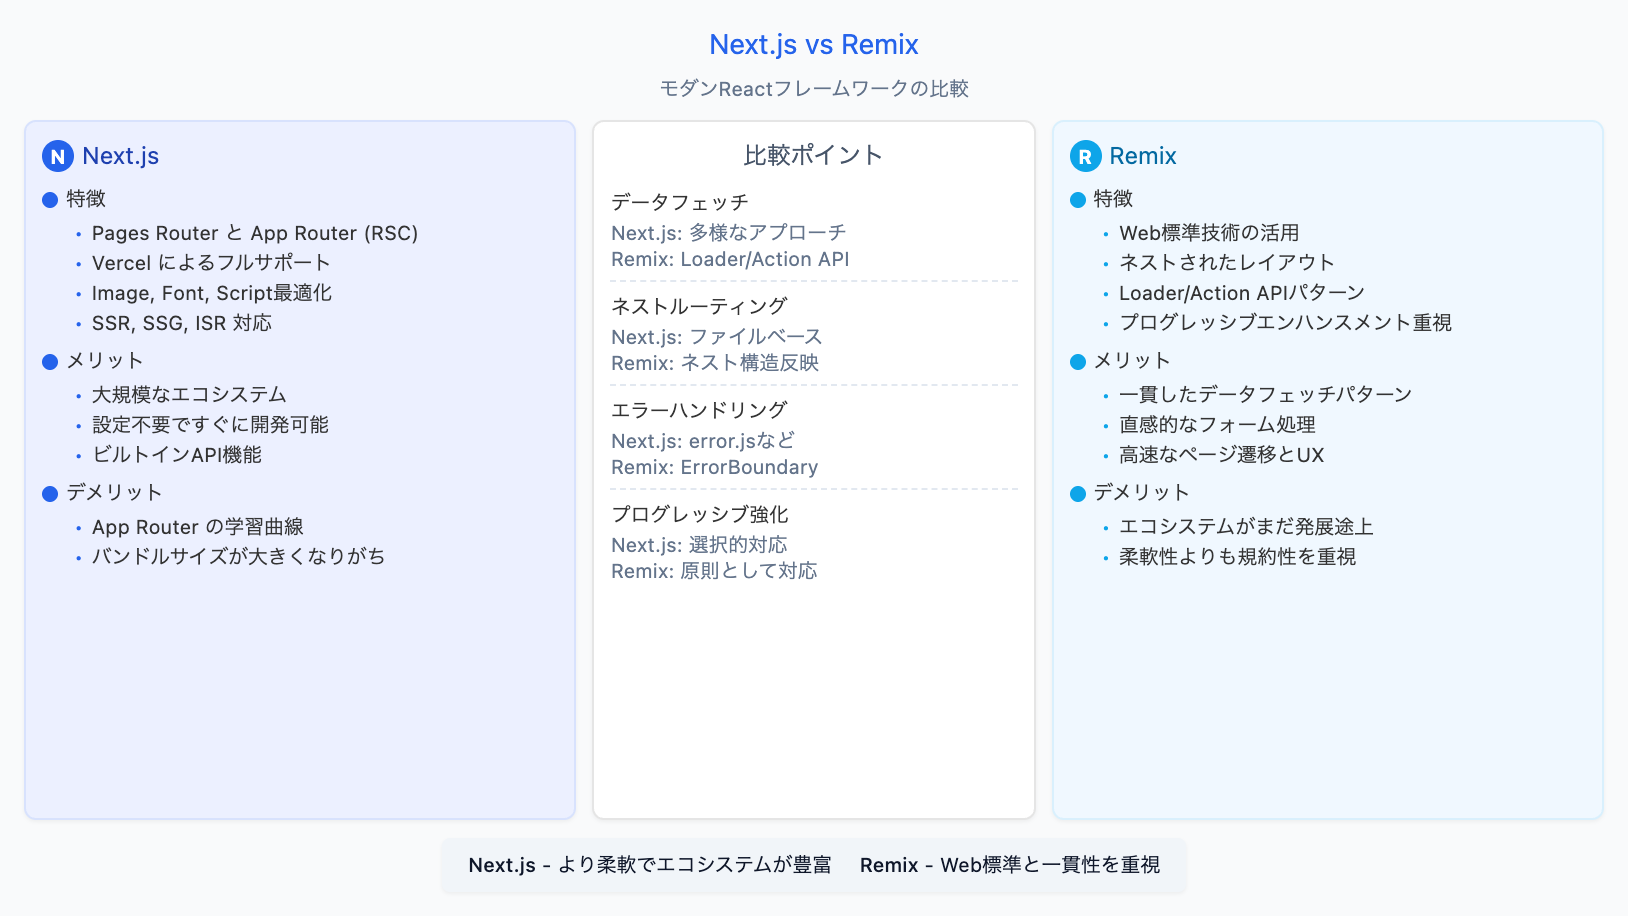 Next.js vs Remix
モダンReactフレームワークの比較
N Next.js
特徴
・ Pages Router と App Router (RSC)
・ Vercel によるフルサポート
・ Image, Font, Script最適化
・ SSR, SSG, ISR 対応
メリット
・ 大規模なエコシステム
・ 設定不要ですぐに開発可能
・ ビルトインAPI機能
デメリット
・ App Router の学習曲線
・ バンドルサイズが大きくなりがち
比較ポイント
データフェッチ
Next.js: 多様なアプローチ
Remix: Loader/Action API
ネストルーティング
Next.js: ファイルベース
Remix: ネスト構造反映
エラーハンドリング
Next.js: error.jsなど
Remix: ErrorBoundary
プログレッシブ強化
Next.js: 選択的対応
Remix: 原則として対応
R Remix
特徴
・ Web標準技術の活用
・ ネストされたレイアウト
・ Loader/Action APIパターン
・ プログレッシブエンハンスメント重視
メリット
・ 一貫したデータフェッチパターン
・ 直感的なフォーム処理
・ 高速なページ遷移とUX
デメリット
・ エコシステムがまだ発展途上
・ 柔軟性よりも規約性を重視
Next.js - より柔軟でエコシステムが豊富 Remix - Web標準と一貫性を重視